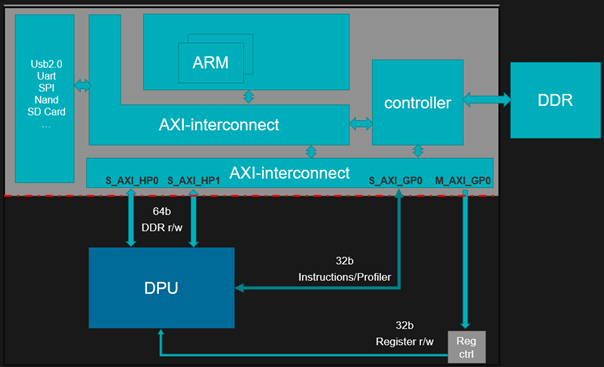 Usb2.0
Uart
SPI
Nand
SD Card
...
ARM
controller
DDR
AXI-interconnect
AXI-interconnect
S_AXI_HP0 S_AXI_HP1 S_AXI_GP0 M_AXI_GP0
64b
DDR r/w
32b
Instructions/Profiler
DPU
32b
Register r/w
Reg
ctrl